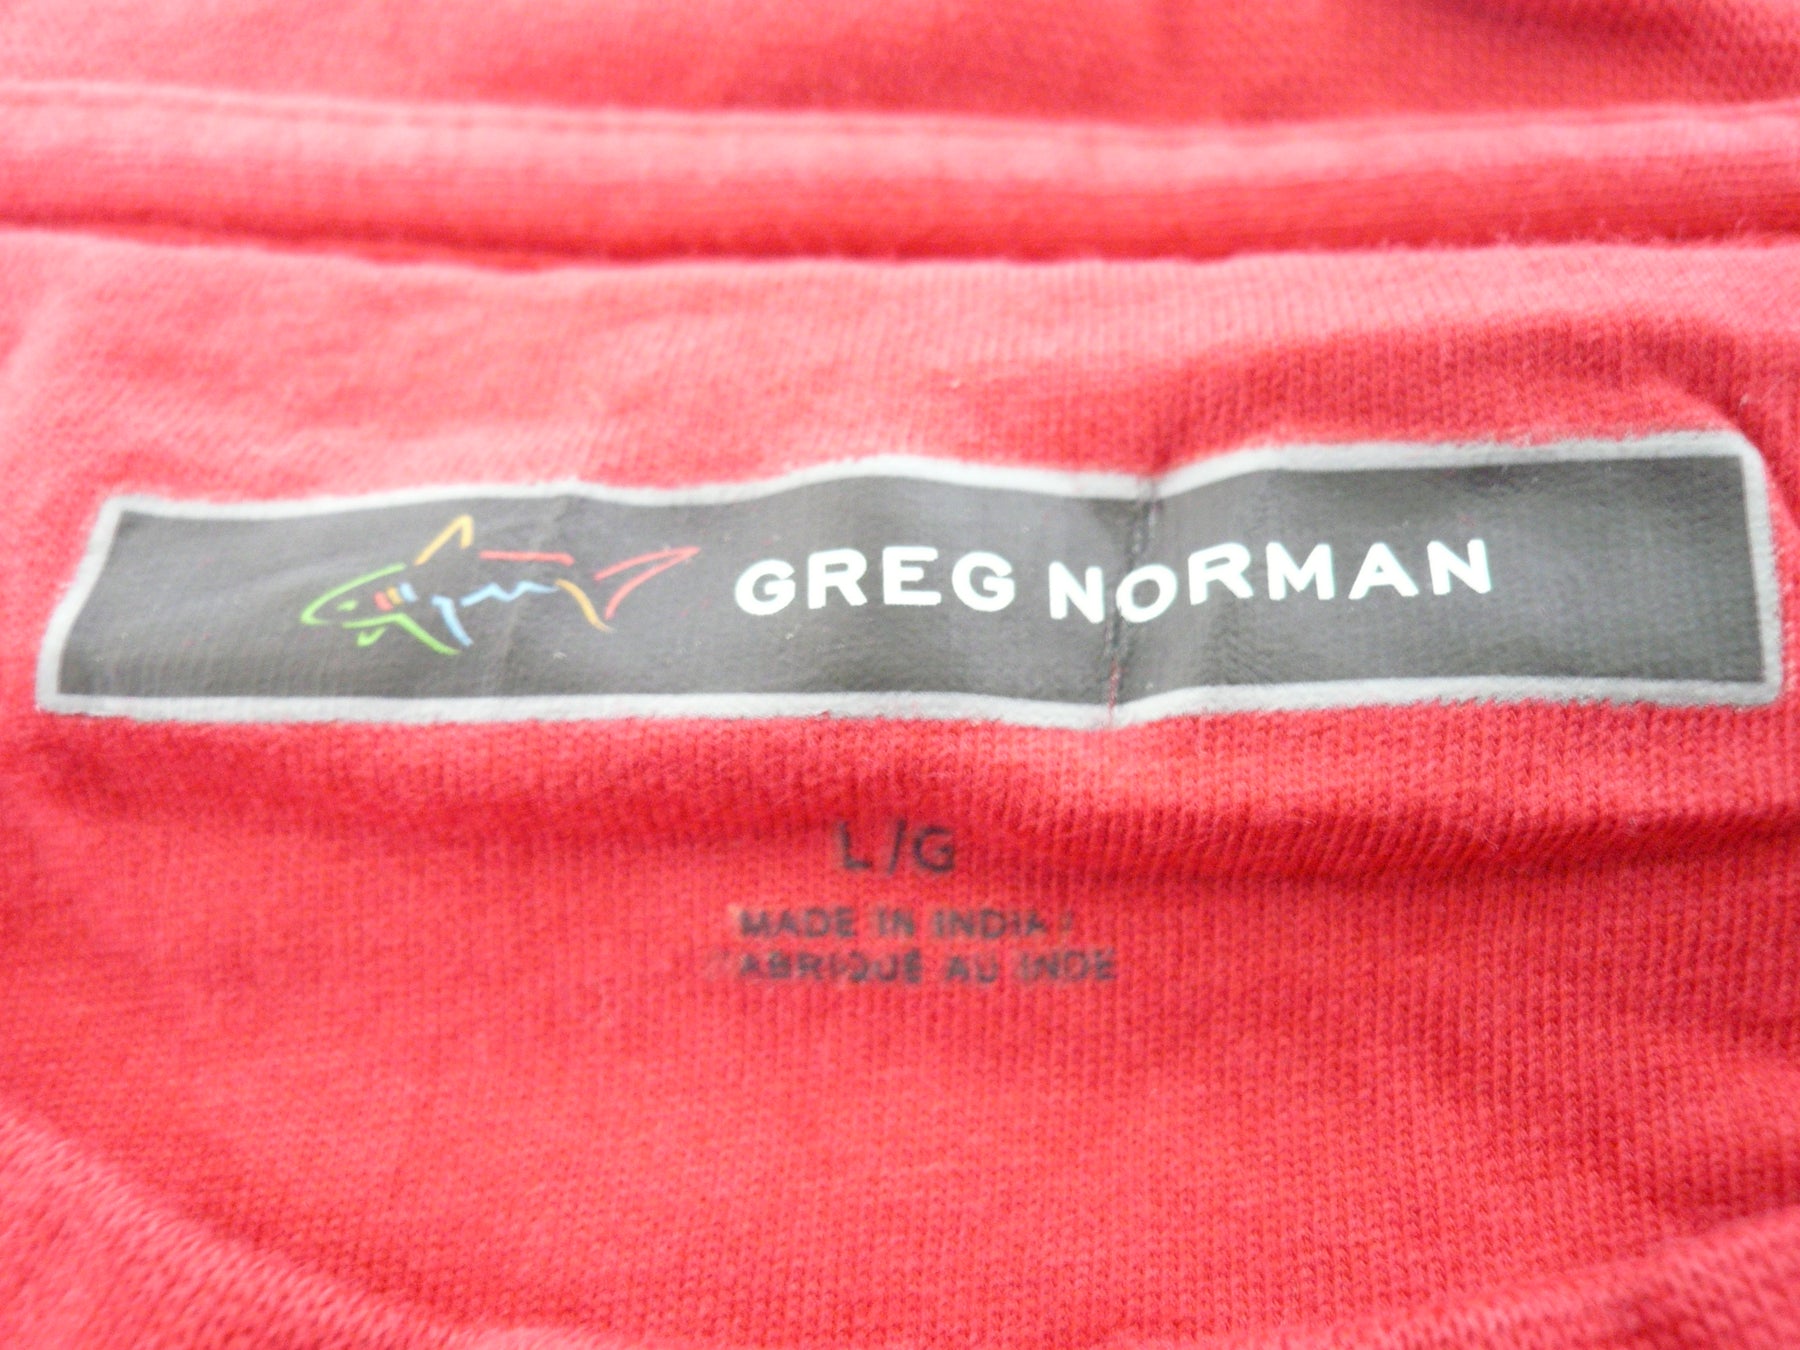 GREG NORMAN
L/G
MADE IN INDIA /
FABRIQUÉ AU INDE